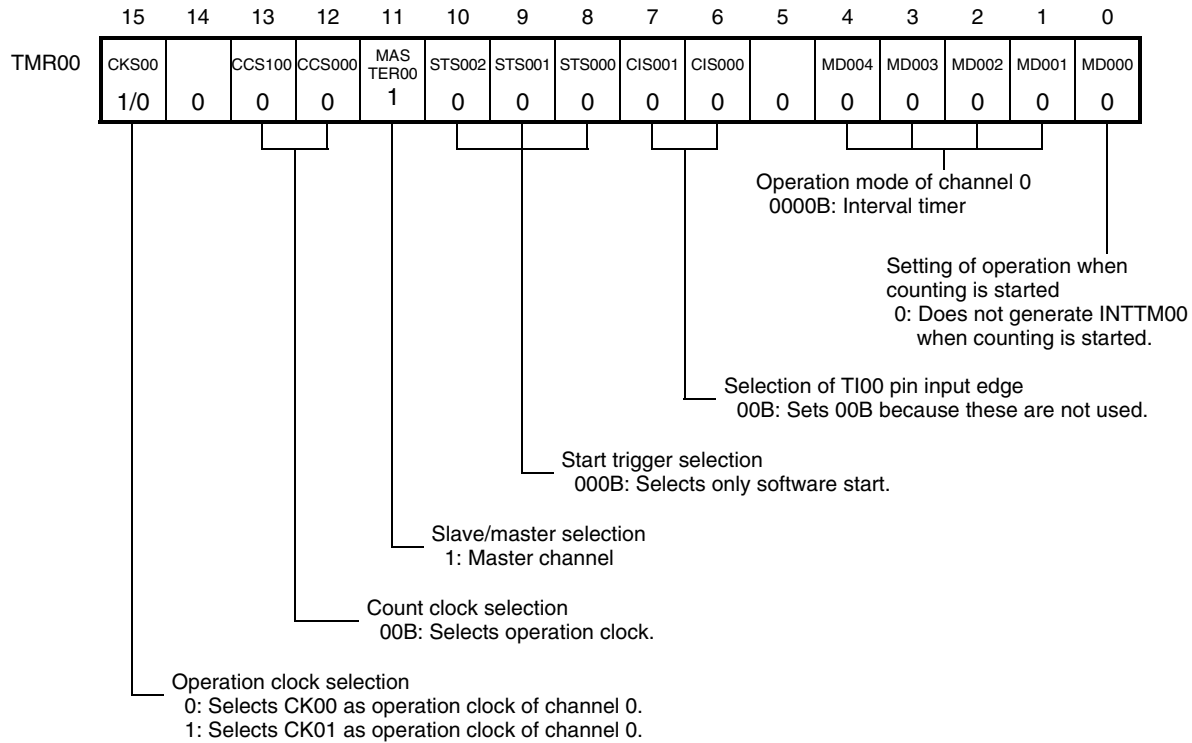 15 14 13 12 11 10 9 8 7 6 5 4 3 2 1 0
TMR00 CKS00 CCS100 CCS000 MAS TER00 STS002 STS001 STS000 CIS001 CIS000 MD004 MD003 MD002 MD001 MD000
1/0 0 0 0 1 0 0 0 0 0 0 0 0 0 0 0
Operation mode of channel 0
0000B: Interval timer
Setting of operation when
counting is started
0: Does not generate INTTM00
when counting is started.
Selection of TI00 pin input edge
00B: Sets 00B because these are not used.
Start trigger selection
000B: Selects only software start.
Slave/master selection
1: Master channel
Count clock selection
00B: Selects operation clock.
Operation clock selection
0: Selects CK00 as operation clock of channel 0.
1: Selects CK01 as operation clock of channel 0.